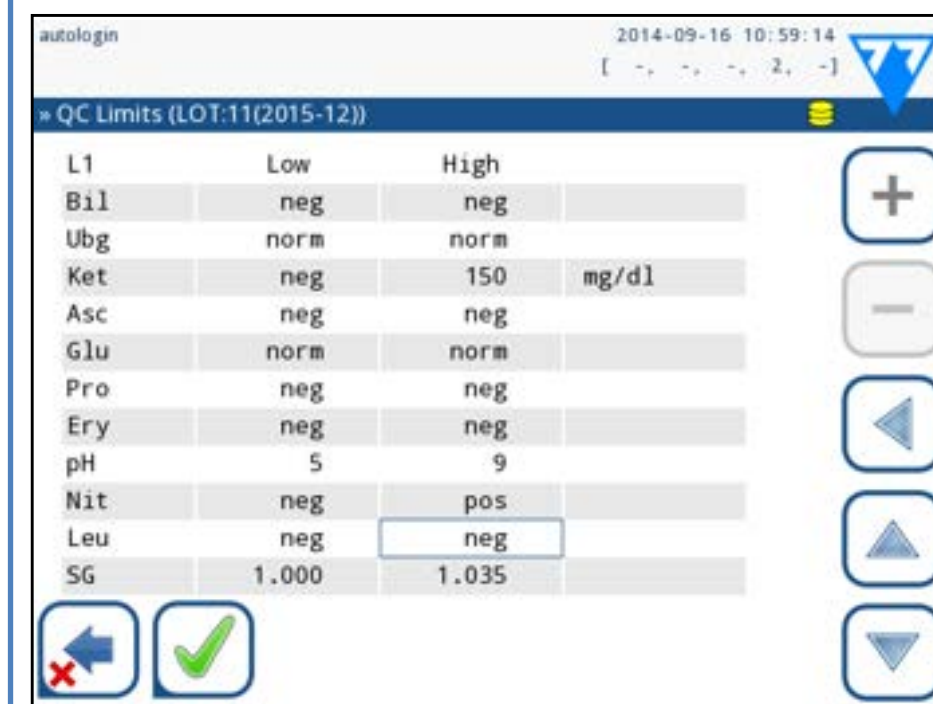 autologin 2014-09-16 10:59:14
[ -, -, -, 2, -]
» QC Limits (LOT:11(2015-12))
L1 Low High
Bil neg neg
Ubg norm norm
Ket neg 150 mg/dl
Asc neg neg
Glu norm norm
Pro neg neg
Ery neg neg
pH 5 9
Nit neg pos
Leu neg neg
SG 1.000 1.035